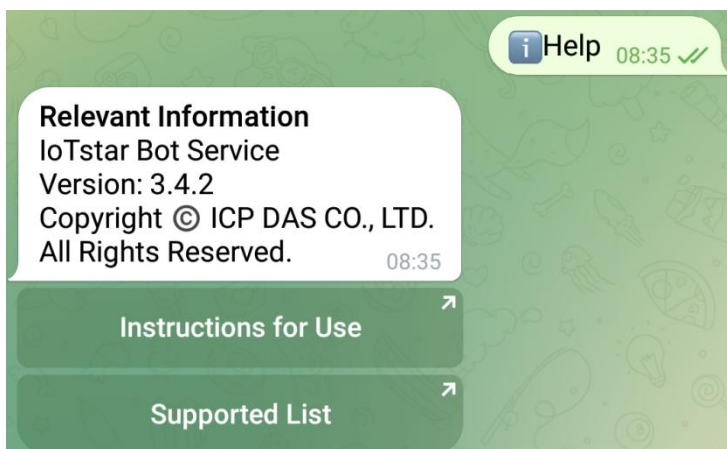 ℹ️Help 08:35
Relevant Information
IoTstar Bot Service
Version: 3.4.2
Copyright © ICP DAS CO., LTD.
All Rights Reserved. 08:35
Instructions for Use
Supported List